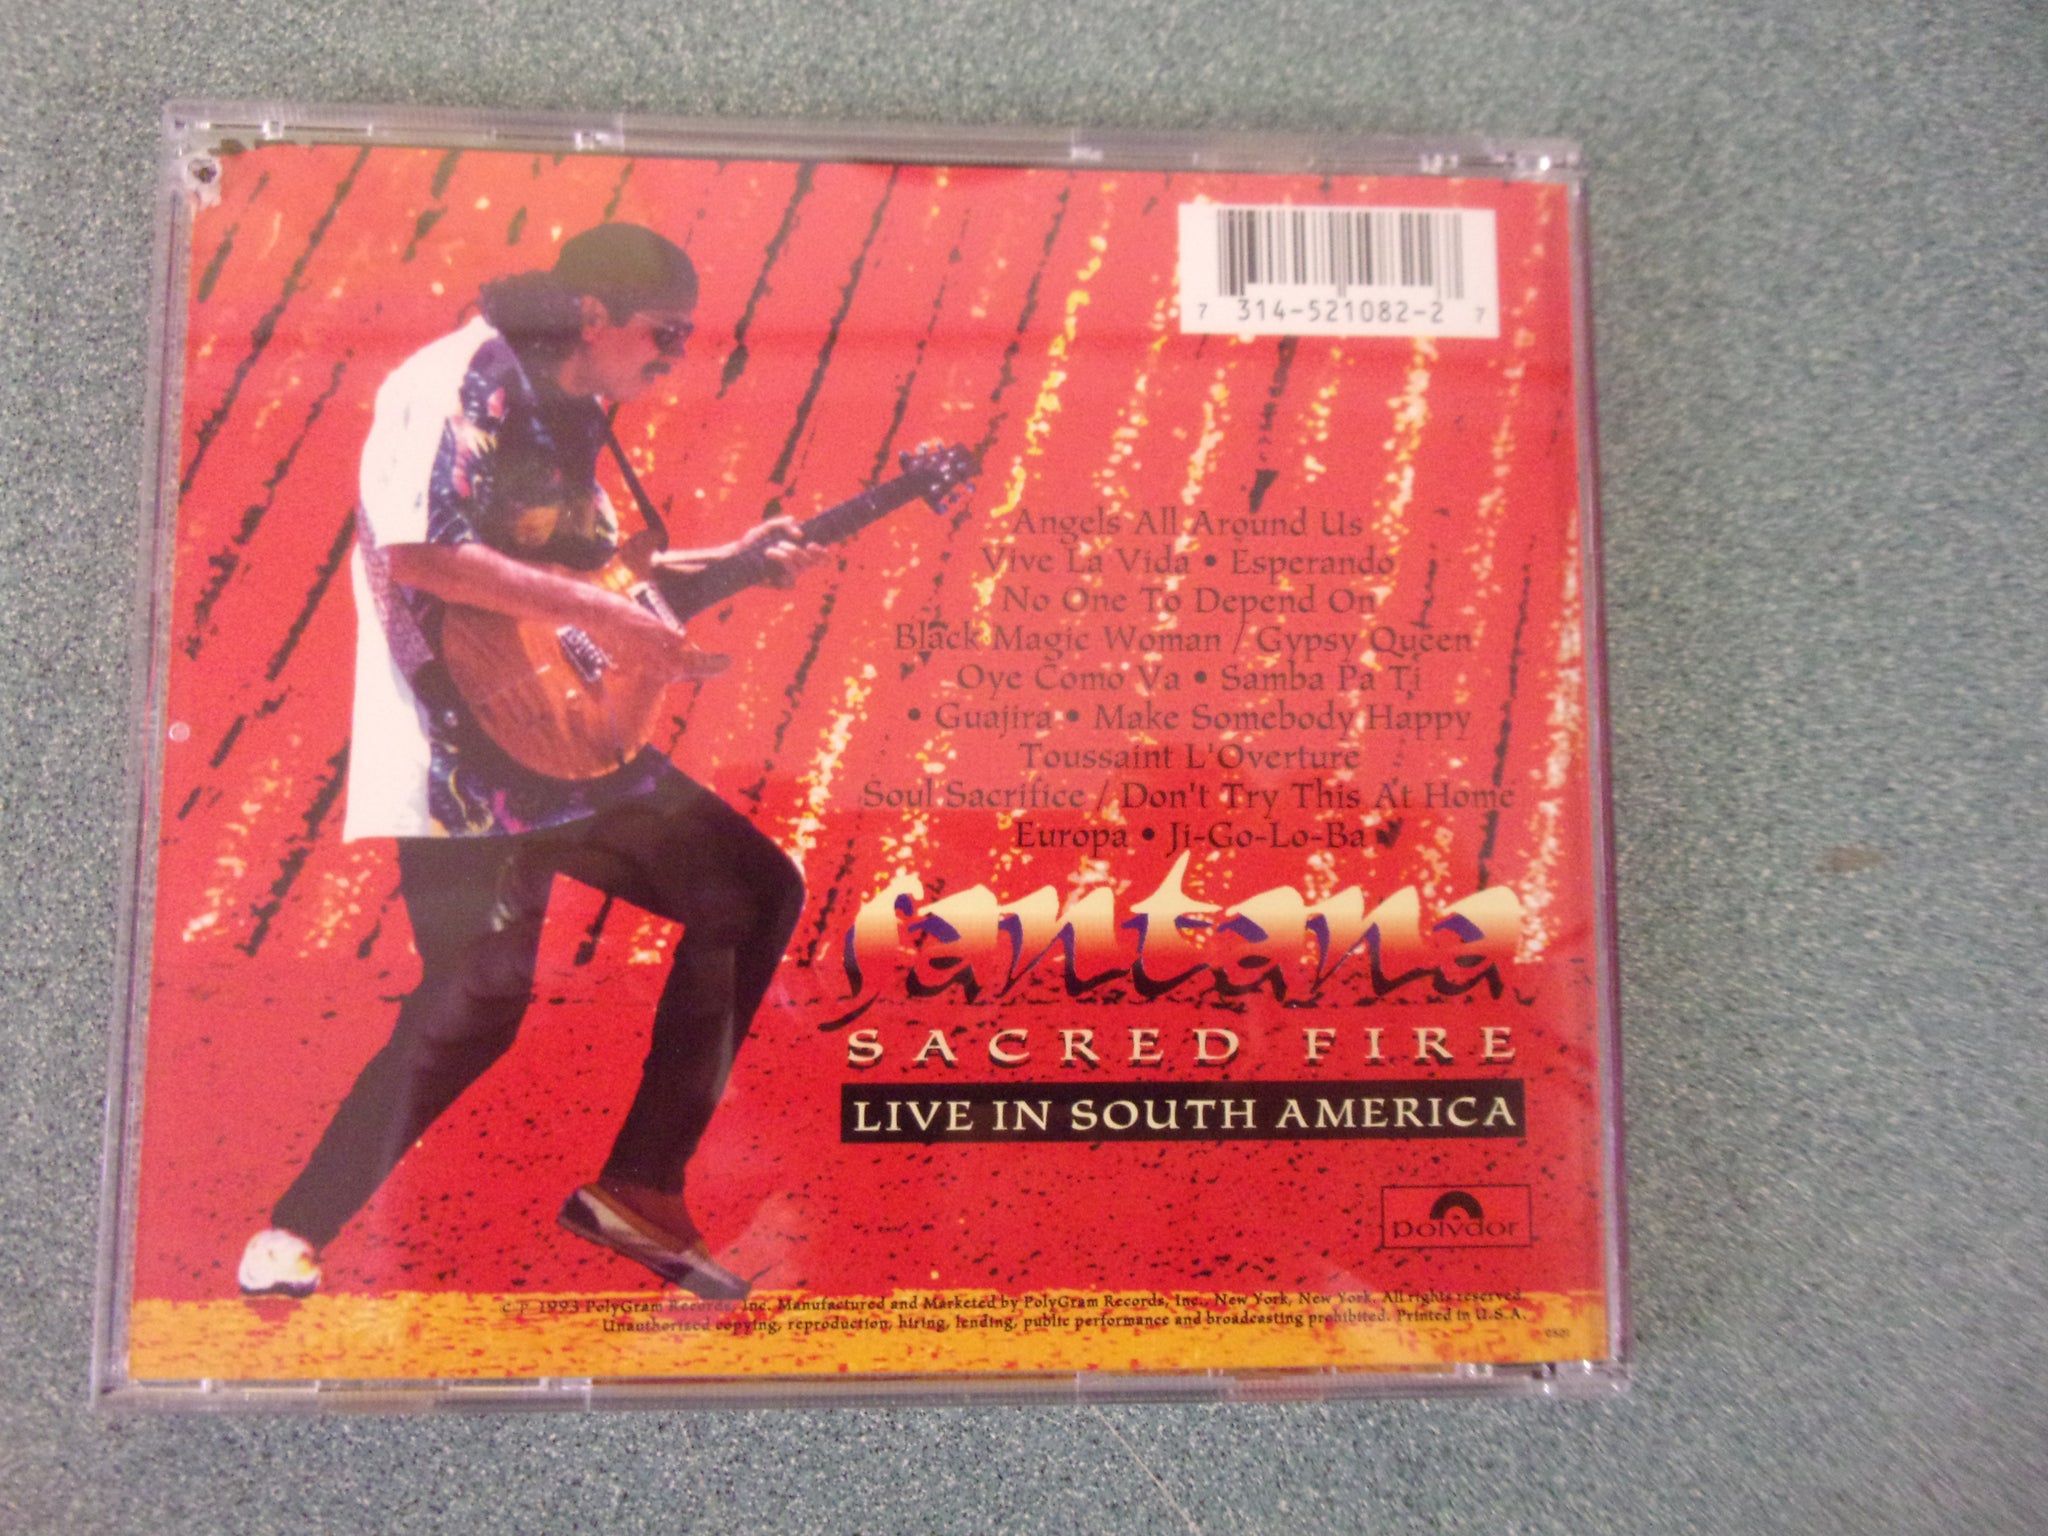 7 314-521082-2 7
Angels All Around Us
Vive La Vida • Esperando
No One To Depend On
Black Magic Woman / Gypsy Queen
Oye Como Va • Samba Pa Ti
• Guajira • Make Somebody Happy
Toussaint L'Overture
Soul Sacrifice / Don't Try This At Home
Europa • Ji-Go-Lo-Ba
Santana
SACRED FIRE
LIVE IN SOUTH AMERICA
polydor
C P 1993 PolyGram Records, Inc. Manufactured and Marketed by PolyGram Records, Inc., New York, New York. All rights reserved.
Unauthorized copying, reproduction, hiring, lending, public performance and broadcasting prohibited. Printed in U.S.A.